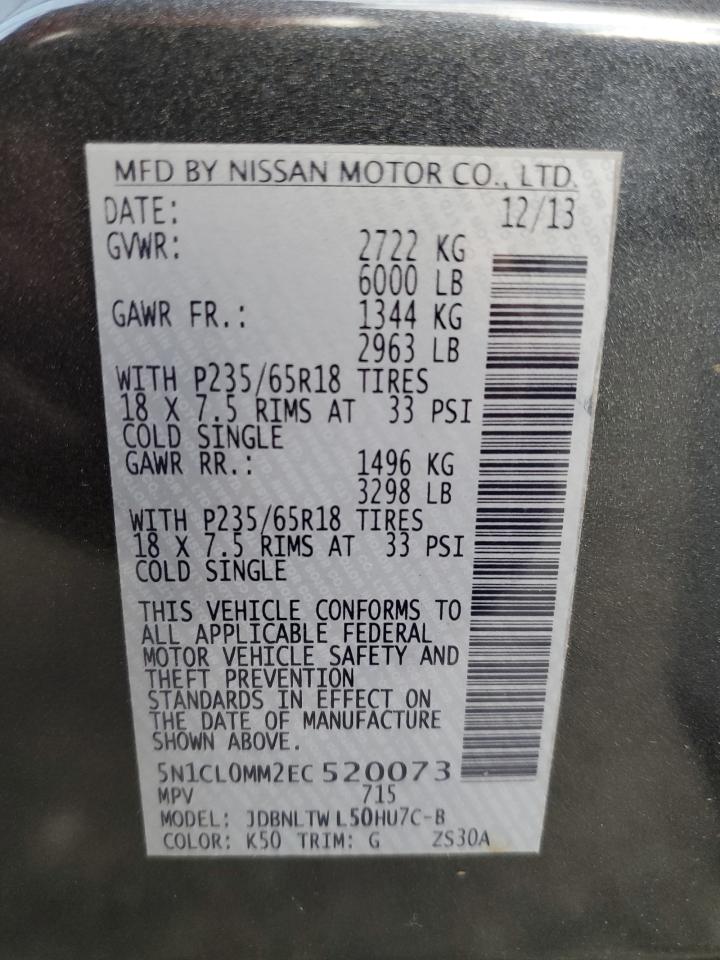 MFD BY NISSAN MOTOR CO., LTD.
DATE: 12/13
GVWR: 2722 KG
6000 LB
GAWR FR.: 1344 KG
2963 LB
WITH P235/65R18 TIRES
18 X 7.5 RIMS AT 33 PSI
COLD SINGLE
GAWR RR.: 1496 KG
3298 LB
WITH P235/65R18 TIRES
18 X 7.5 RIMS AT 33 PSI
COLD SINGLE
THIS VEHICLE CONFORMS TO
ALL APPLICABLE FEDERAL
MOTOR VEHICLE SAFETY AND
THEFT PREVENTION
STANDARDS IN EFFECT ON
THE DATE OF MANUFACTURE
SHOWN ABOVE.
5N1CL0MM2EC520073
MPV 715
MODEL: JDBNLTWL50HU7C-B
COLOR: K50 TRIM: G ZS30A